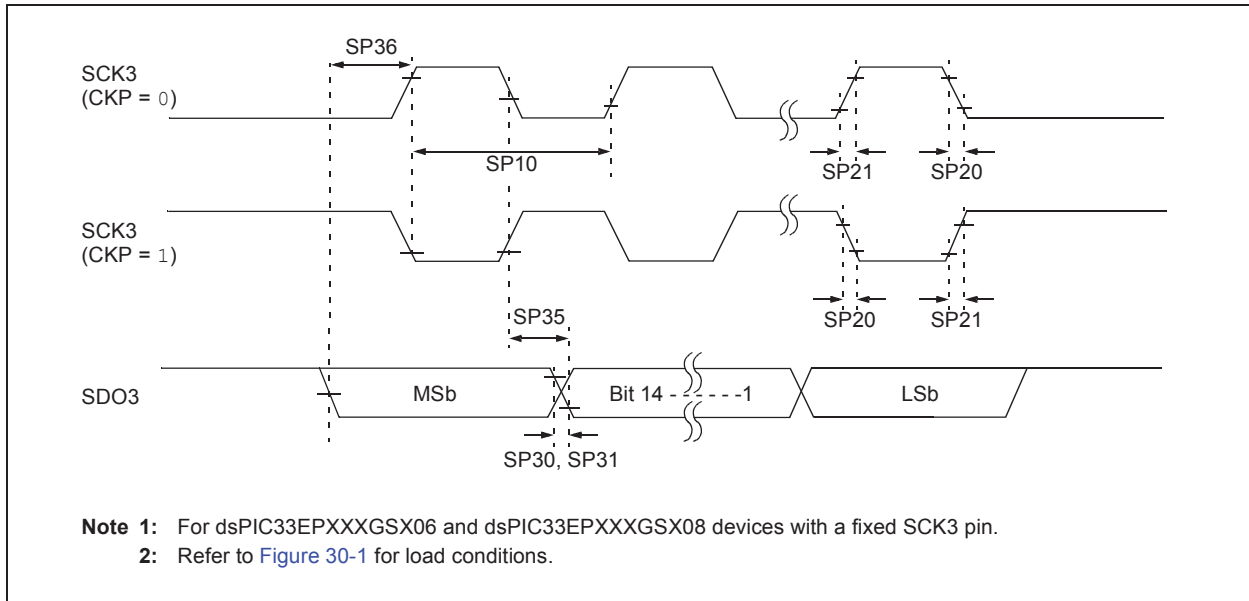 SP36
SCK3
(CKP = 0)
SP10
SP21
SP20
SCK3
(CKP = 1)
SP35
SP20
SP21
SDO3
MSb
Bit 14 - - - - - -1
LSb
SP30, SP31
Note 1: For dsPIC33EPXXXGSX06 and dsPIC33EPXXXGSX08 devices with a fixed SCK3 pin.
2: Refer to Figure 30-1 for load conditions.